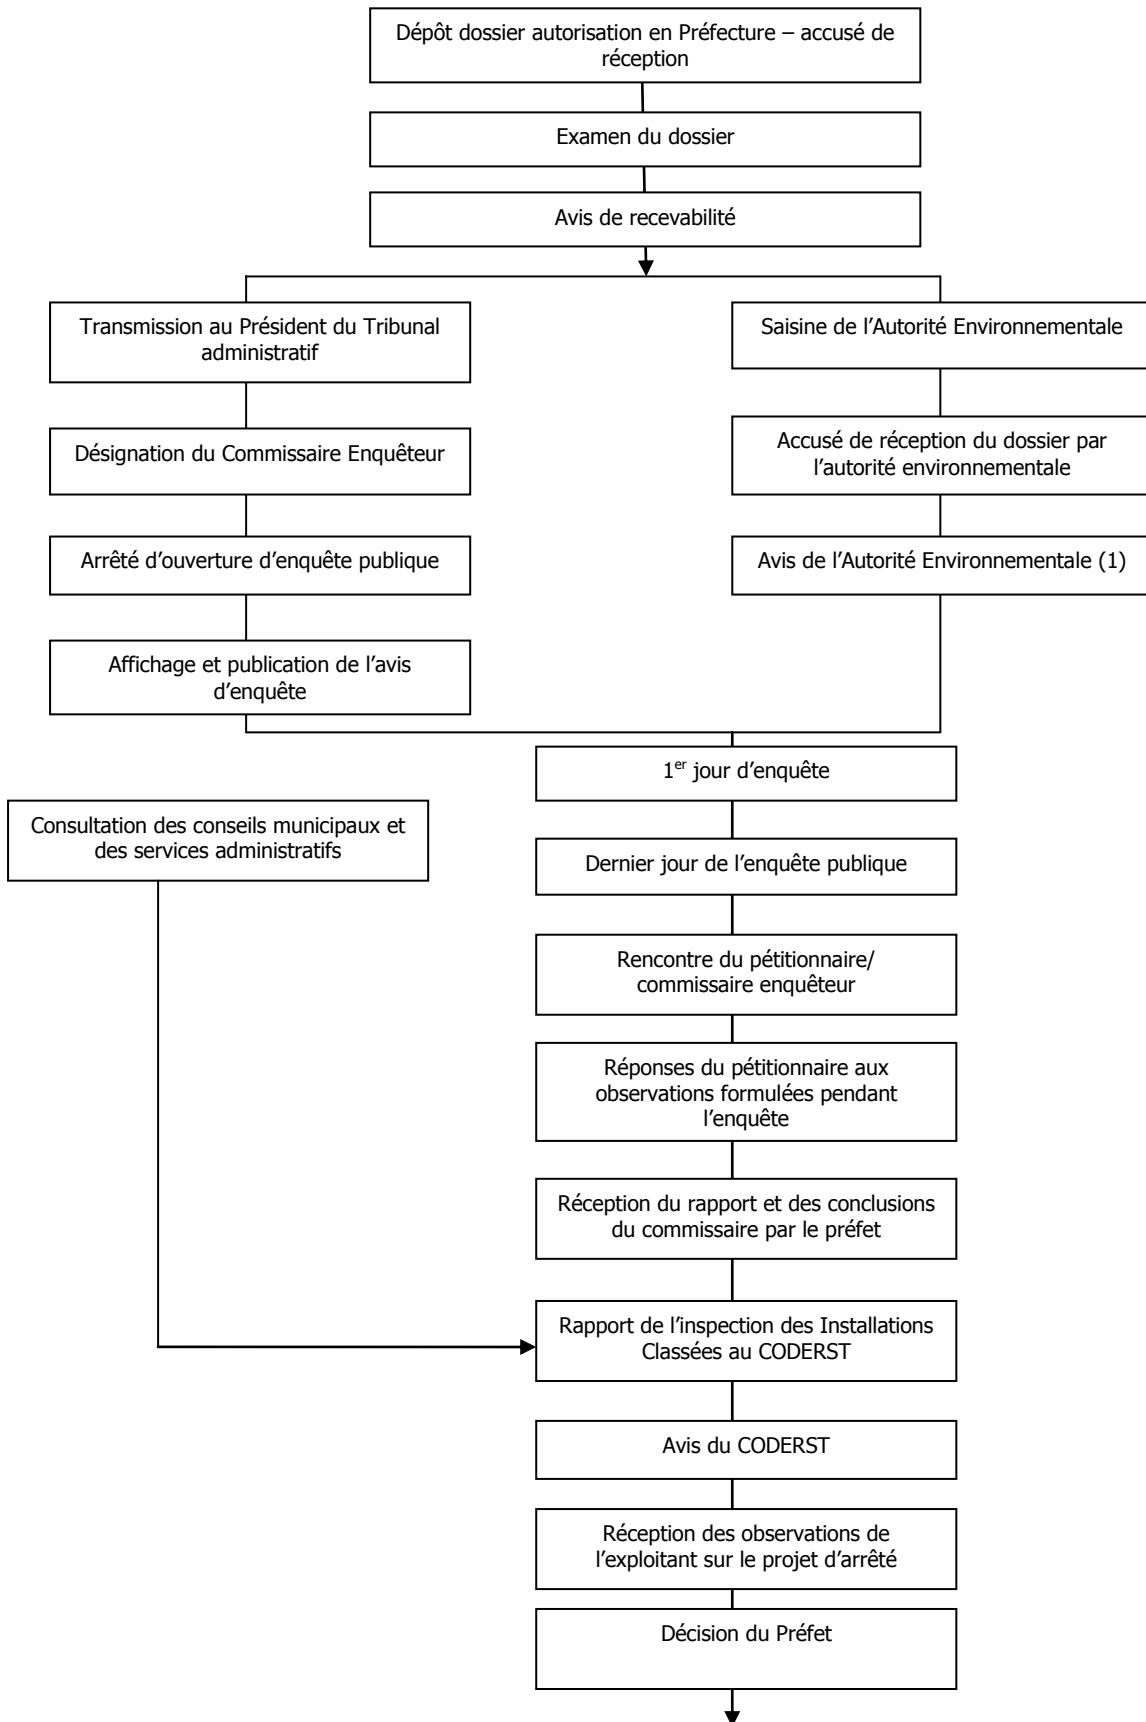 Dépôt dossier autorisation en Préfecture – accusé de
réception
Examen du dossier
Avis de recevabilité
Transmission au Président du Tribunal
administratif
Désignation du Commissaire Enquêteur
Arrêté d’ouverture d’enquête publique
Affichage et publication de l’avis
d’enquête
Saisine de l’Autorité Environnementale
Accusé de réception du dossier par
l’autorité environnementale
Avis de l’Autorité Environnementale (1)
1er jour d’enquête
Consultation des conseils municipaux et
des services administratifs
Dernier jour de l’enquête publique
Rencontre du pétitionnaire/
commissaire enquêteur
Réponses du pétitionnaire aux
observations formulées pendant
l’enquête
Réception du rapport et des conclusions
du commissaire par le préfet
Rapport de l’inspection des Installations
Classées au CODERST
Avis du CODERST
Réception des observations de
l’exploitant sur le projet d’arrêté
Décision du Préfet